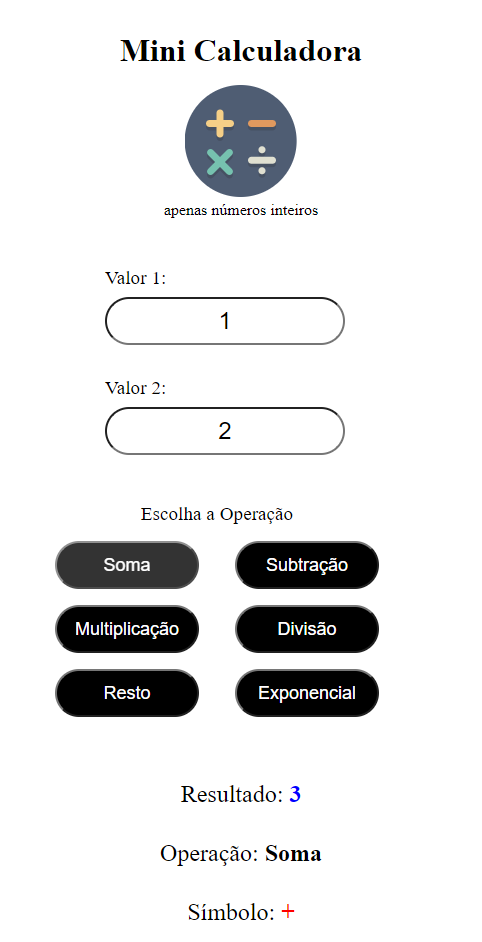 Mini Calculadora
apenas números inteiros
Valor 1:
1
Valor 2:
2
Escolha a Operação
Soma Subtração
Multiplicação Divisão
Resto Exponencial
Resultado: 3
Operação: Soma
Símbolo: +